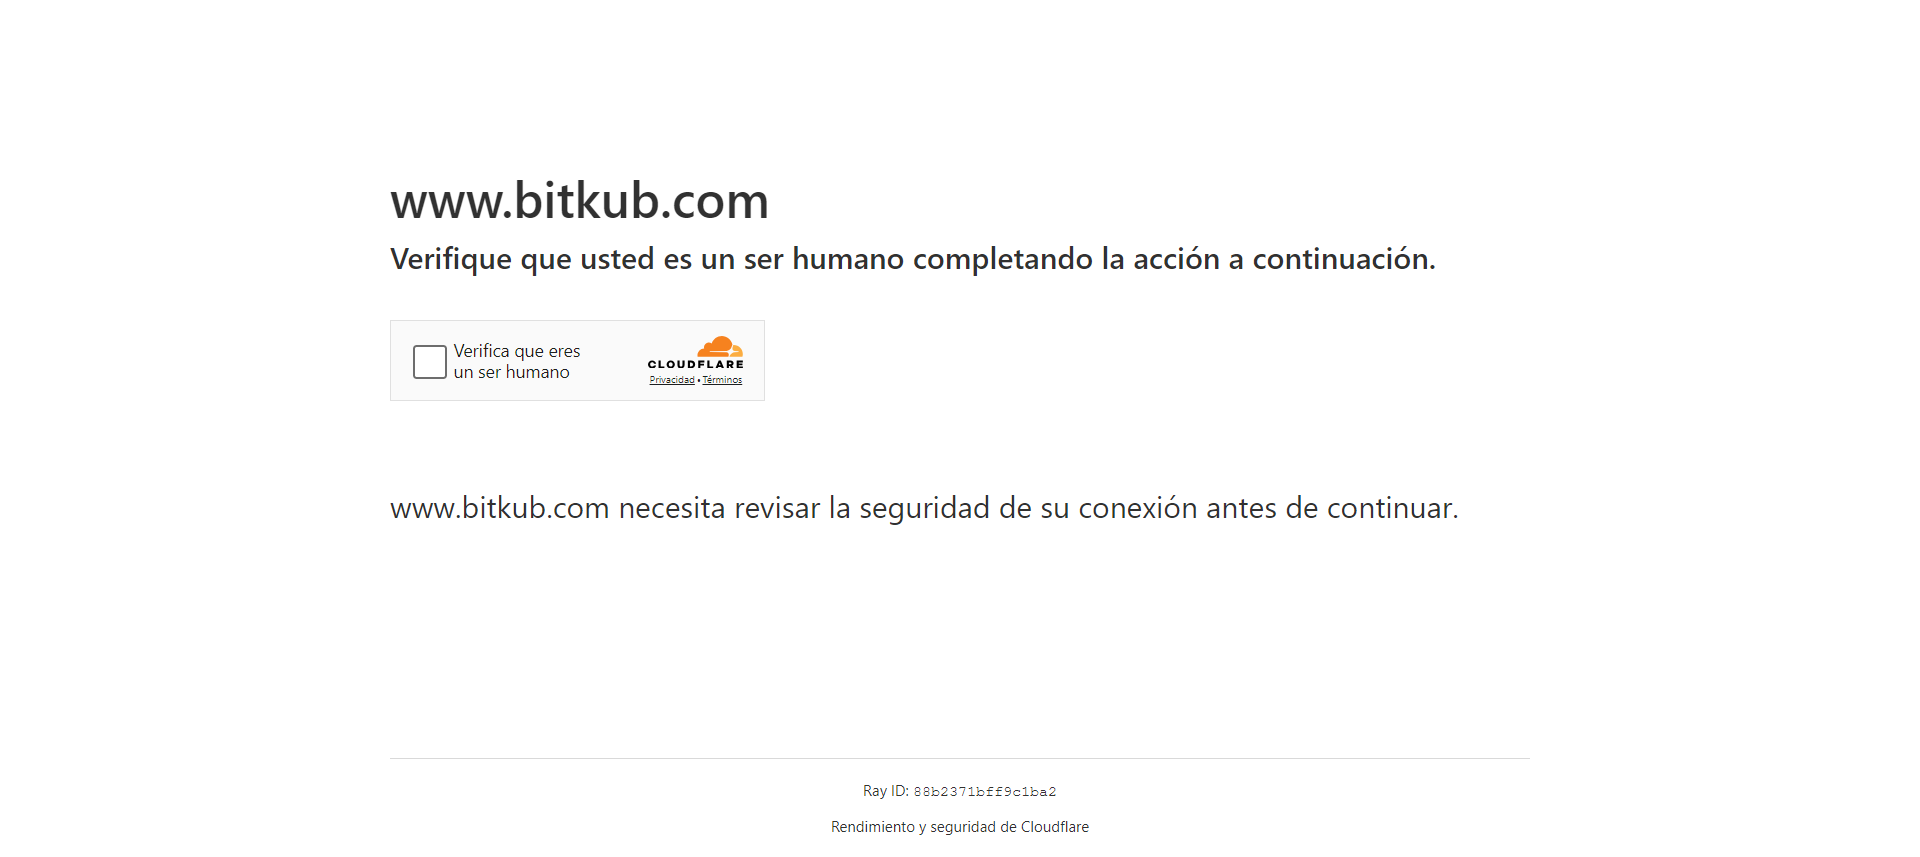 www.bitkub.com
Verifique que usted es un ser humano completando la acción a continuación.
Verifica que eres
un ser humano
CLOUDFLARE
Privacidad • Términos
www.bitkub.com necesita revisar la seguridad de su conexión antes de continuar.
Ray ID: 88b2371bff9c1ba2
Rendimiento y seguridad de Cloudflare